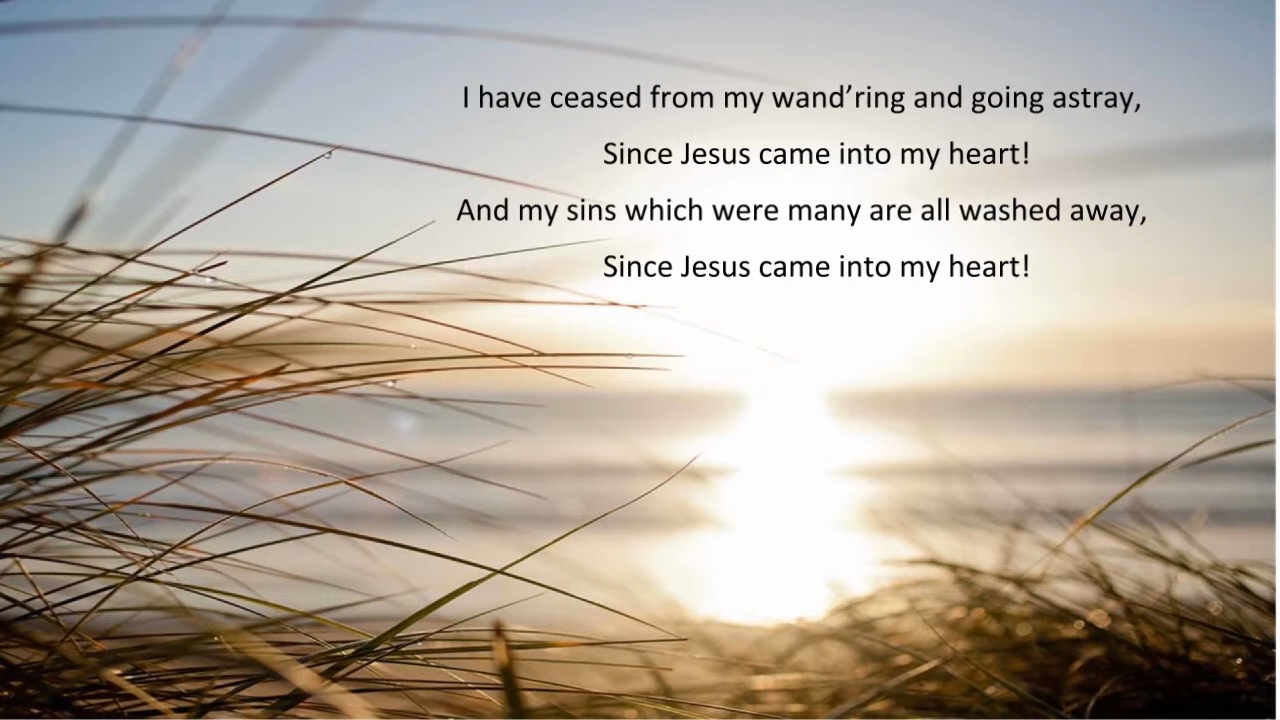 I have ceased from my wand’ring and going astray,
Since Jesus came into my heart!
And my sins which were many are all washed away,
Since Jesus came into my heart!